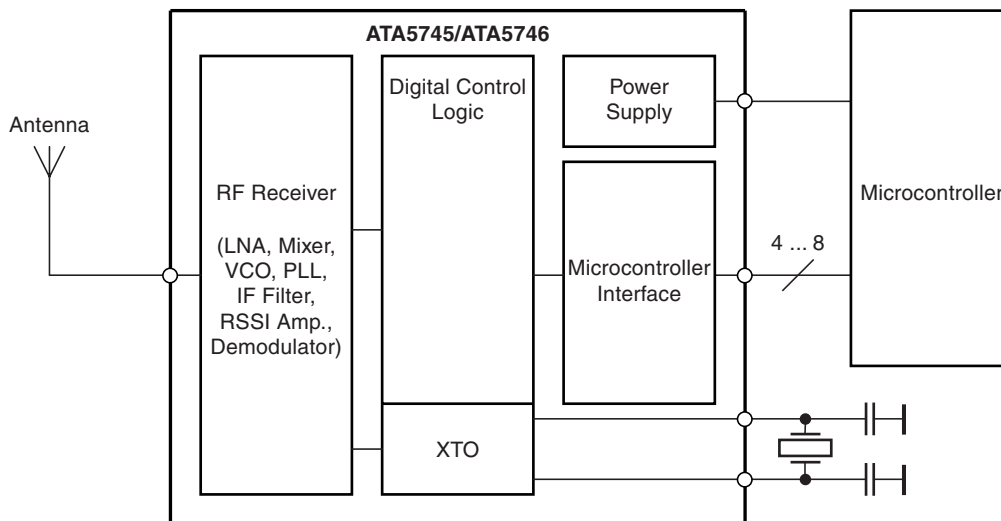 ATA5745/ATA5746
Antenna
RF Receiver
(LNA, Mixer,
VCO, PLL,
IF Filter,
RSSI Amp.,
Demodulator)
Digital Control
Logic
XTO
Power
Supply
Microcontroller
Interface
4 ... 8
Microcontroller